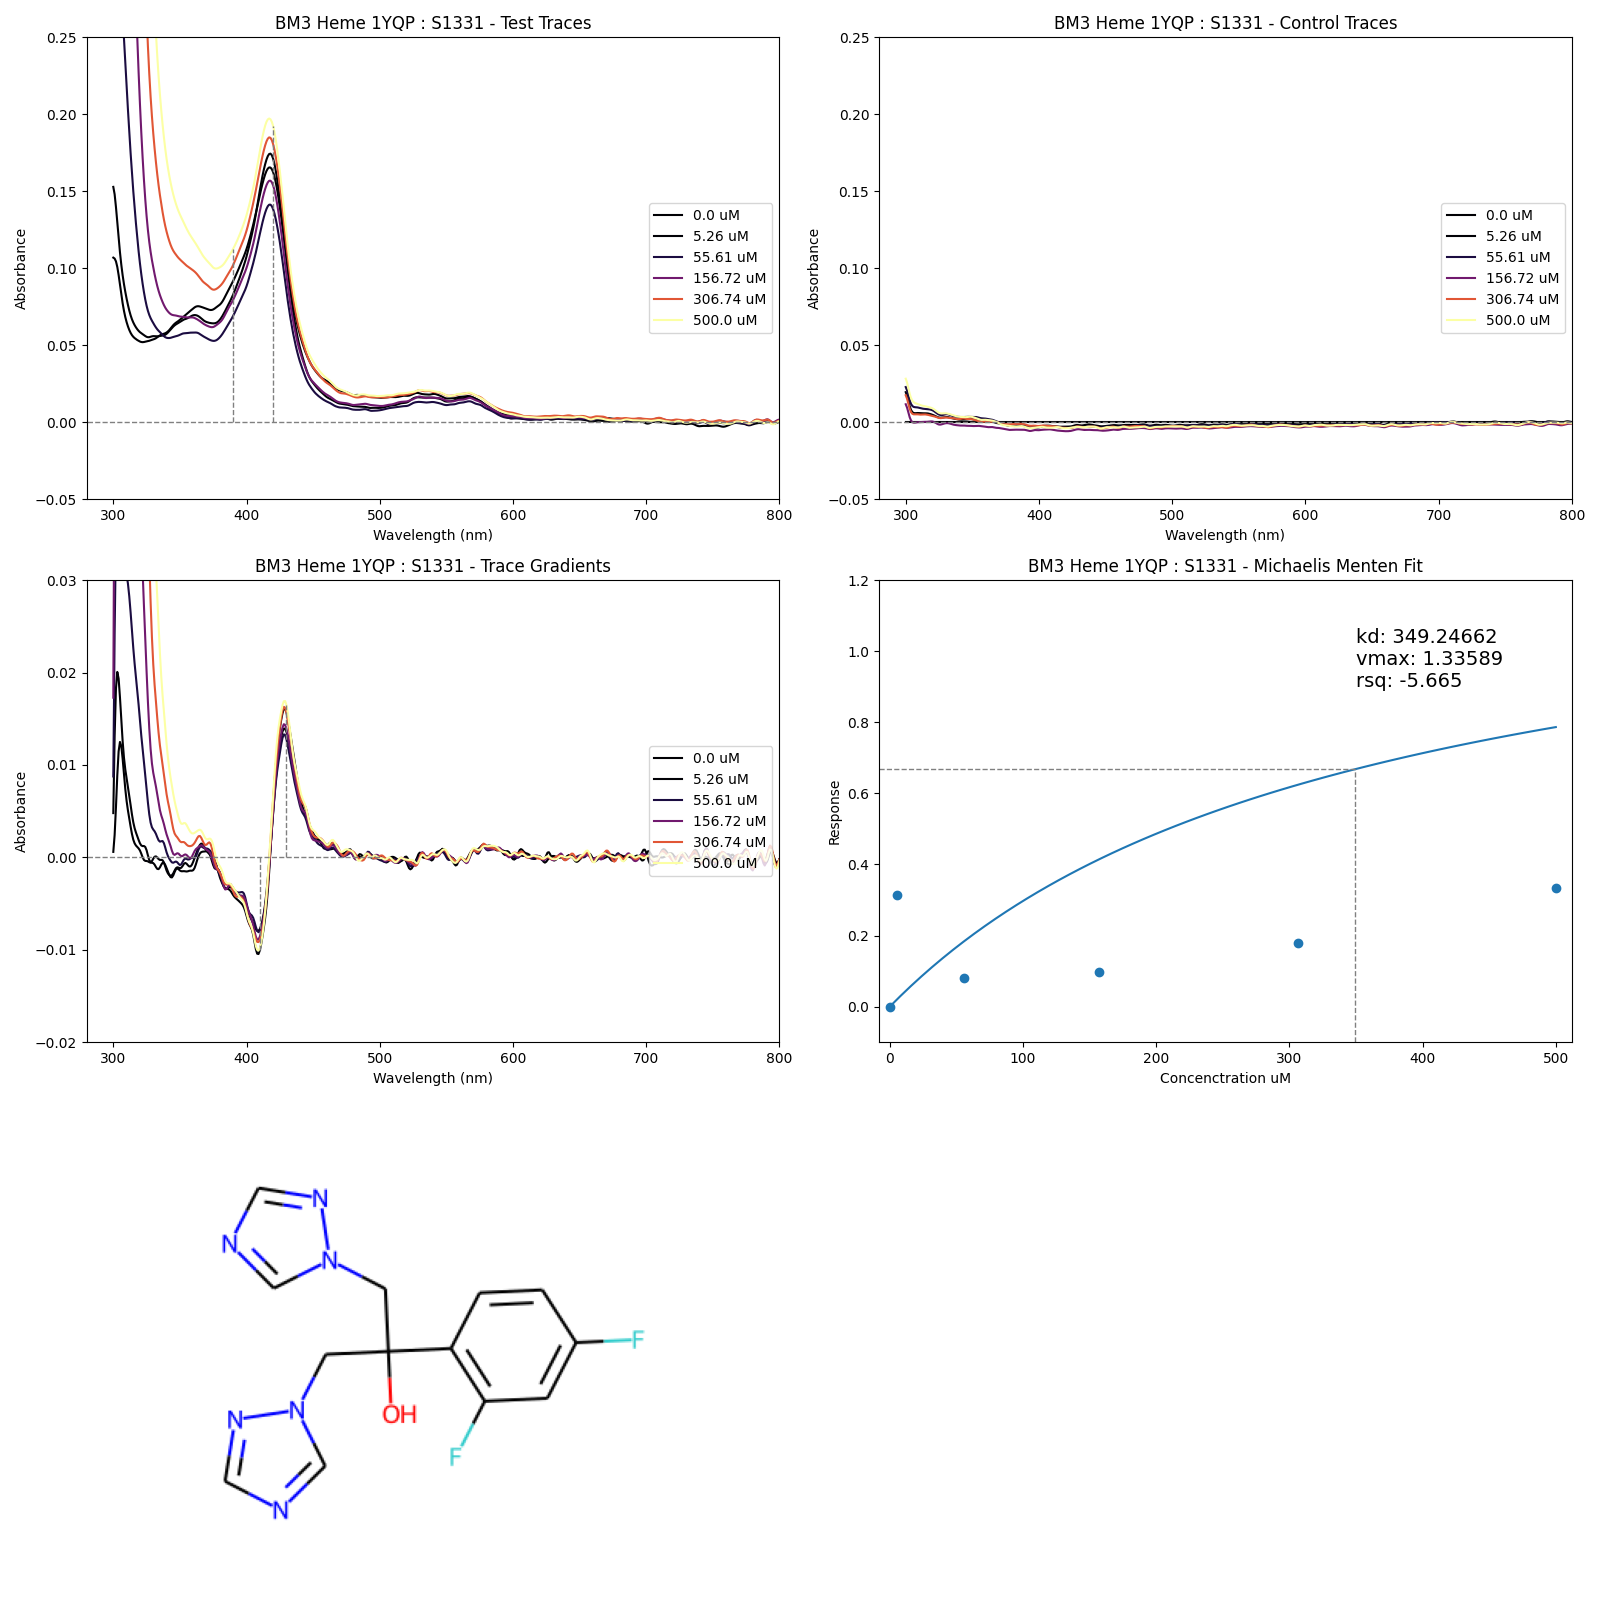 BM3 Heme 1YQP : S1331 - Test Traces
0.25
0.20
0.15
0.10
0.05
0.00
−0.05
Absorbance
300 400 500 600 700 800
Wavelength (nm)
0.0 uM
5.26 uM
55.61 uM
156.72 uM
306.74 uM
500.0 uM
BM3 Heme 1YQP : S1331 - Control Traces
0.25
0.20
0.15
0.10
0.05
0.00
−0.05
Absorbance
300 400 500 600 700 800
Wavelength (nm)
0.0 uM
5.26 uM
55.61 uM
156.72 uM
306.74 uM
500.0 uM
BM3 Heme 1YQP : S1331 - Trace Gradients
0.03
0.02
0.01
0.00
−0.01
−0.02
Absorbance
300 400 500 600 700 800
Wavelength (nm)
0.0 uM
5.26 uM
55.61 uM
156.72 uM
306.74 uM
500.0 uM
BM3 Heme 1YQP : S1331 - Michaelis Menten Fit
1.2
1.0
0.8
0.6
0.4
0.2
0.0
Response
kd: 349.24662
vmax: 1.33589
rsq: -5.665
0 100 200 300 400 500
Concenctration uM
N
N
N
F
N
N
OH
F
N